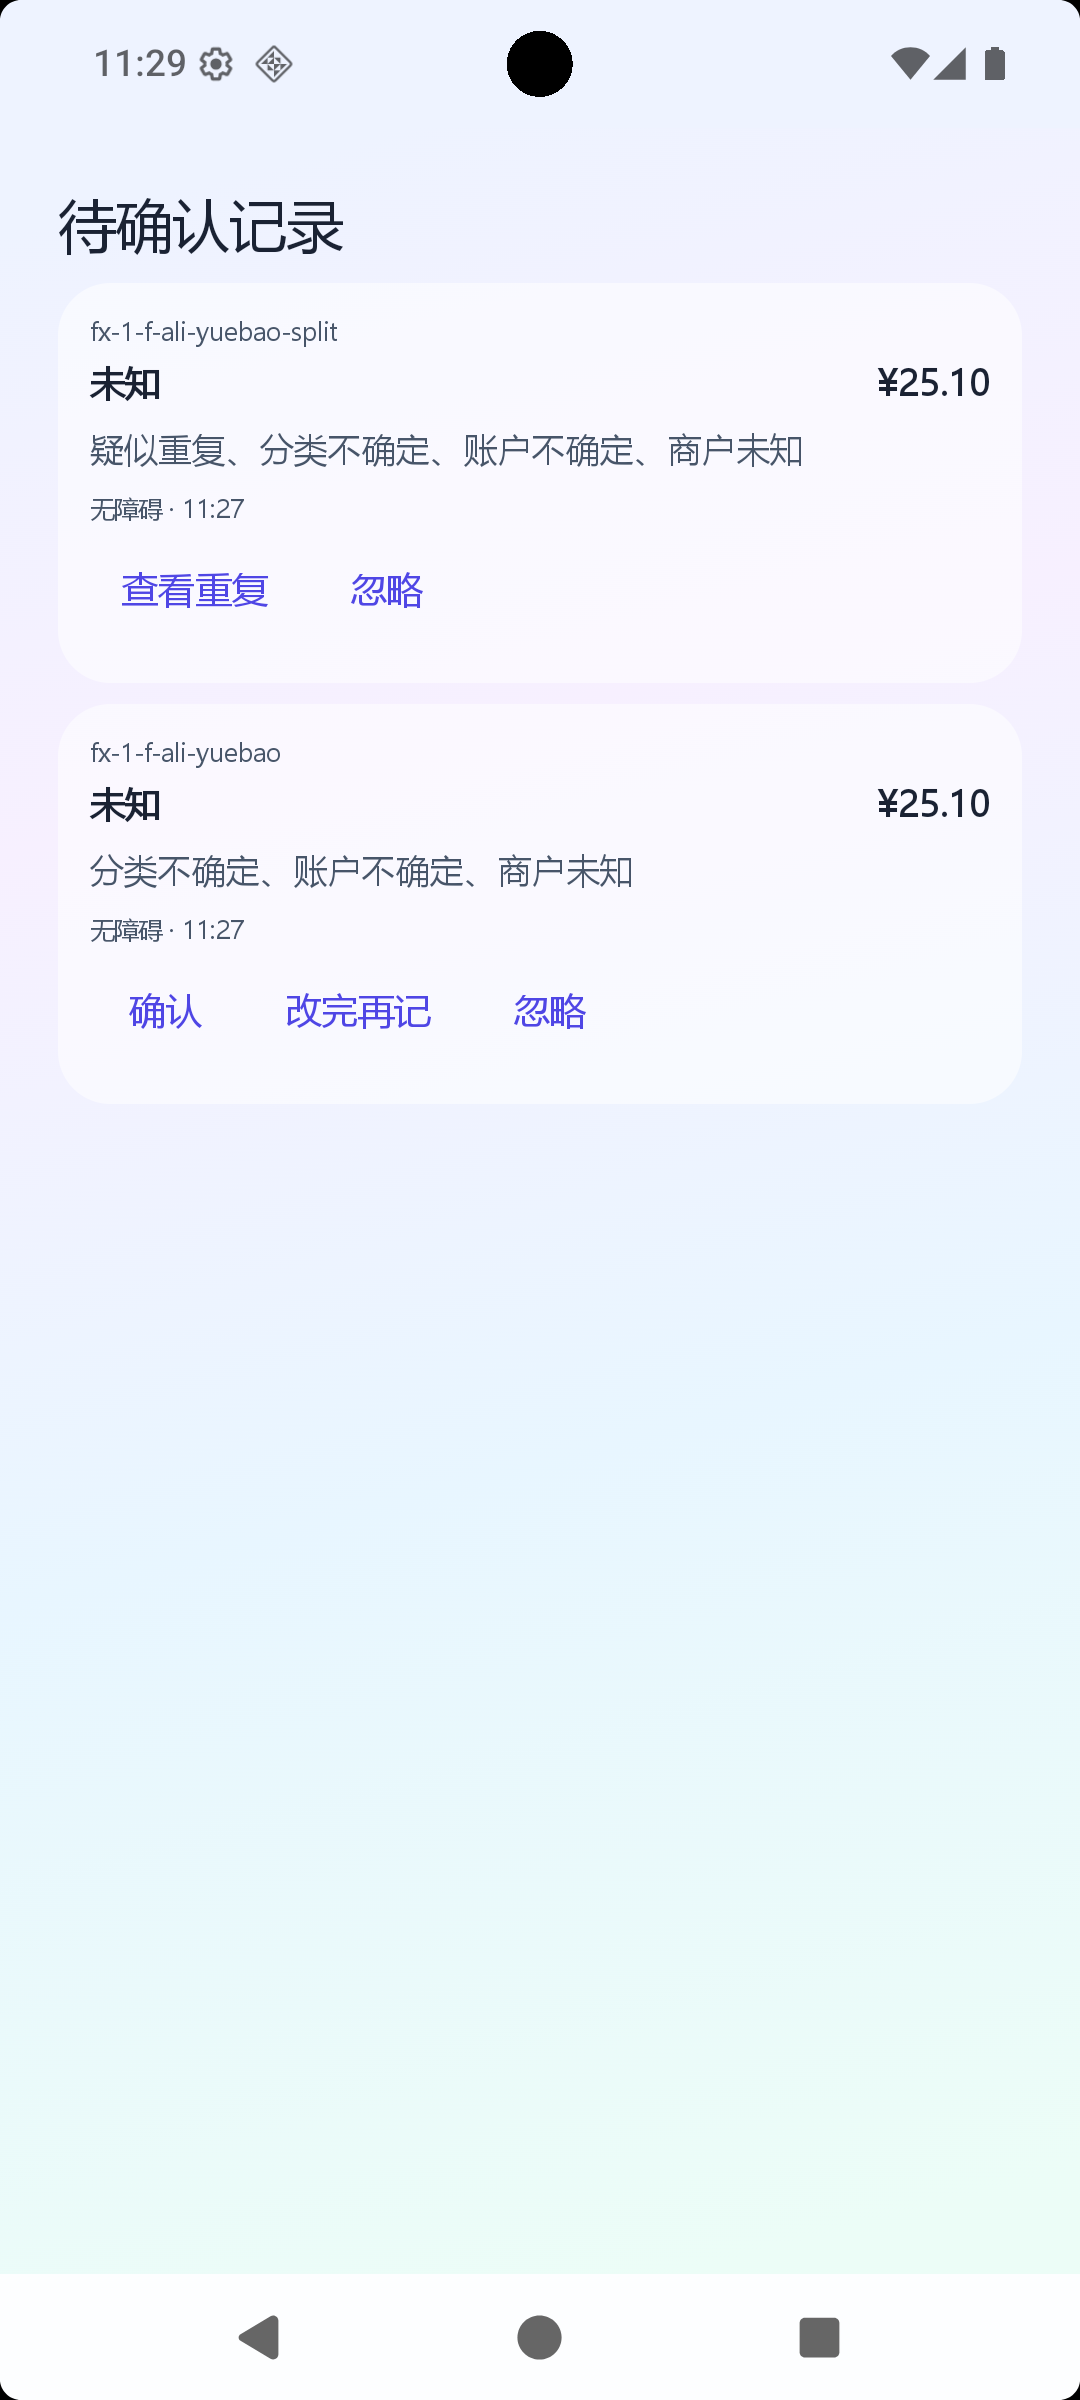 11:29
待确认记录
fx-1-f-ali-yuebao-split
未知 ¥25.10
疑似重复、分类不确定、账户不确定、商户未知
无障碍 · 11:27
查看重复 忽略
fx-1-f-ali-yuebao
未知 ¥25.10
分类不确定、账户不确定、商户未知
无障碍 · 11:27
确认 改完再记 忽略